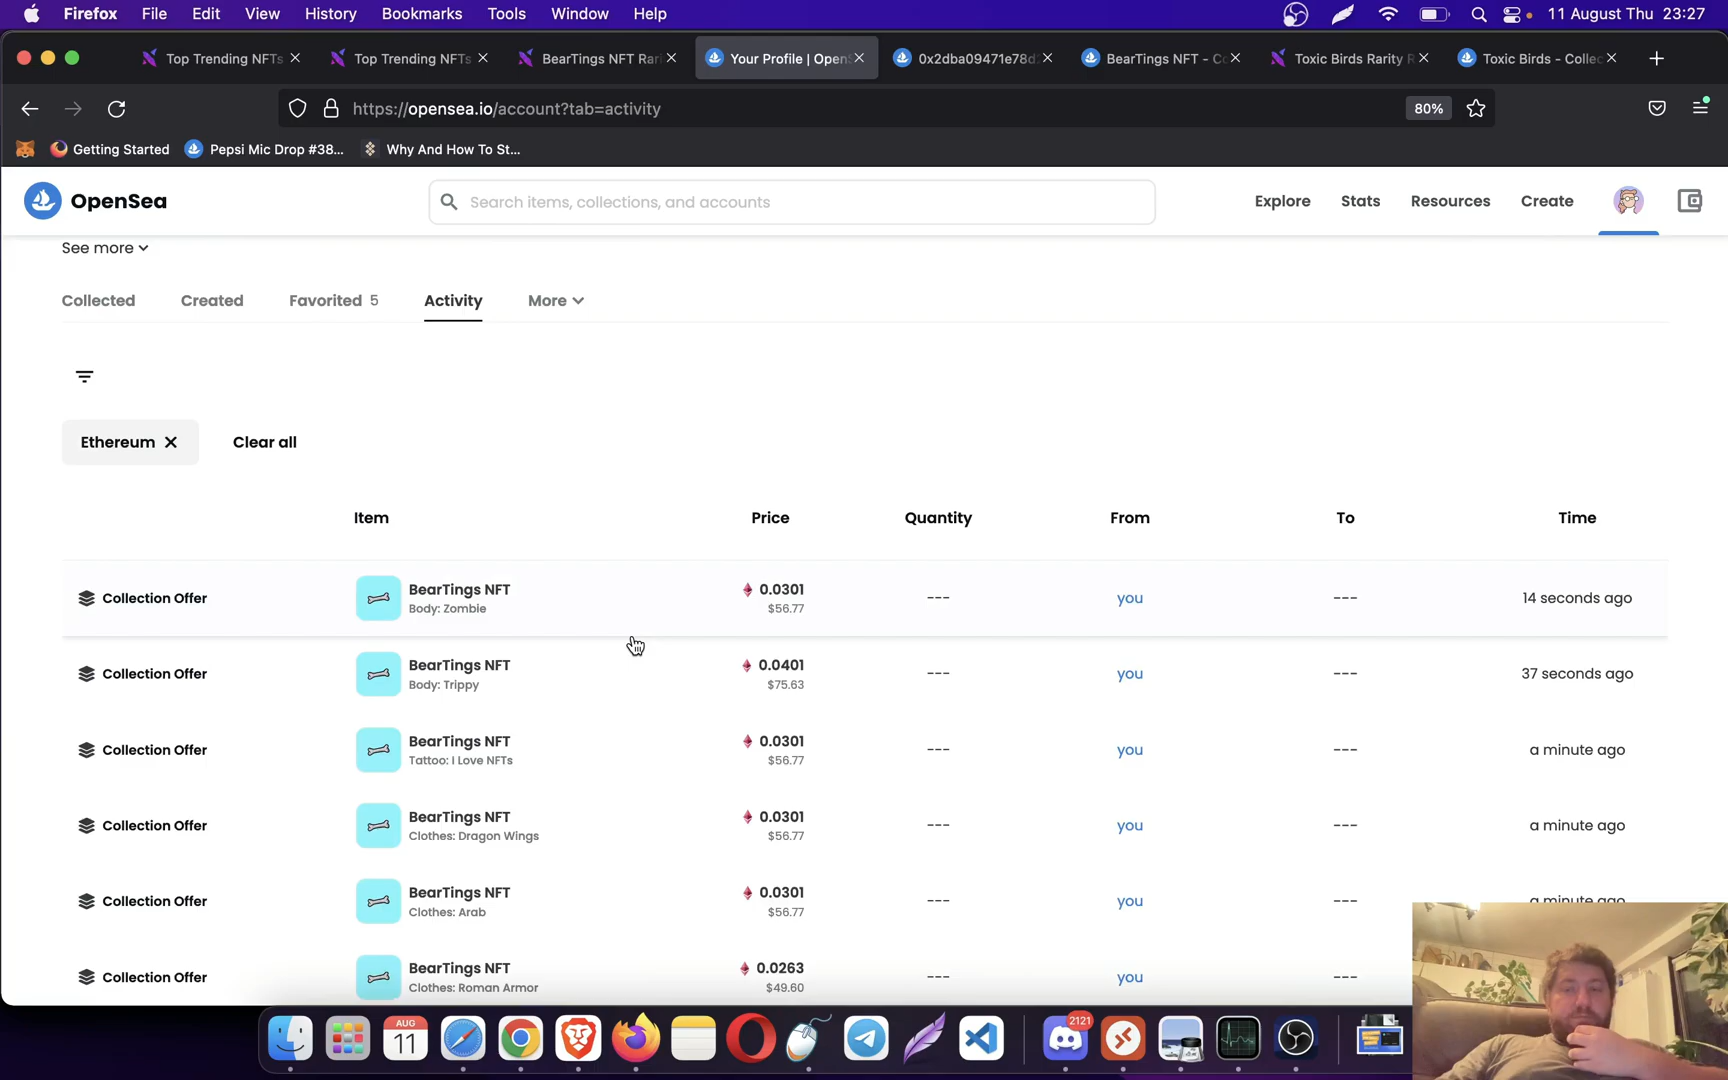 Firefox File Edit View History Bookmarks Tools Window Help 11 August Thu 23:27
Top Trending NFTs Top Trending NFTs BearTings NFT Rari Your Profile | OpenS 0x2dba09471e78d BearTings NFT - Co Toxic Birds Rarity R Toxic Birds - Collec
https://opensea.io/account?tab=activity 80%
Getting Started Pepsi Mic Drop #38... Why And How To St...
OpenSea Search items, collections, and accounts Explore Stats Resources Create
See more
Collected Created Favorited 5 Activity More
Ethereum Clear all
Item Price Quantity From To Time
Collection Offer BearTings NFT 0.0301 --- you --- 14 seconds ago
Body: Zombie $56.77
Collection Offer BearTings NFT 0.0401 --- you --- 37 seconds ago
Body: Trippy $75.63
Collection Offer BearTings NFT 0.0301 --- you --- a minute ago
Tattoo: I Love NFTs $56.77
Collection Offer BearTings NFT 0.0301 --- you --- a minute ago
Clothes: Dragon Wings $56.77
Collection Offer BearTings NFT 0.0301 --- you --- a minute ago
Clothes: Arab $56.77
Collection Offer BearTings NFT 0.0263 --- you ---
Clothes: Roman Armor $49.60
AUG
11
2121